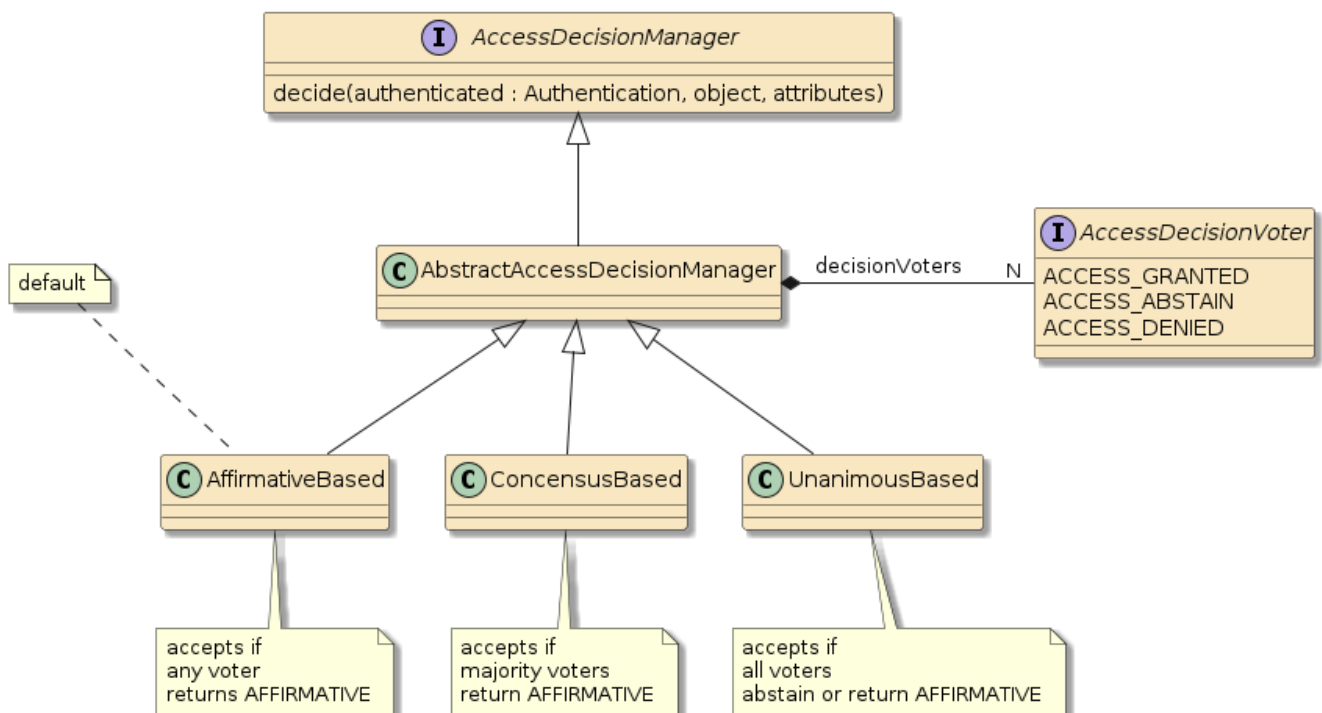 I AccessDecisionManager
decide(authenticated : Authentication, object, attributes)
default
C AbstractAccessDecisionManager
decisionVoters
N
I AccessDecisionVoter
ACCESS_GRANTED
ACCESS_ABSTAIN
ACCESS_DENIED
C AffirmativeBased
C ConcensusBased
C UnanimousBased
accepts if
any voter
returns AFFIRMATIVE
accepts if
majority voters
return AFFIRMATIVE
accepts if
all voters
abstain or return AFFIRMATIVE